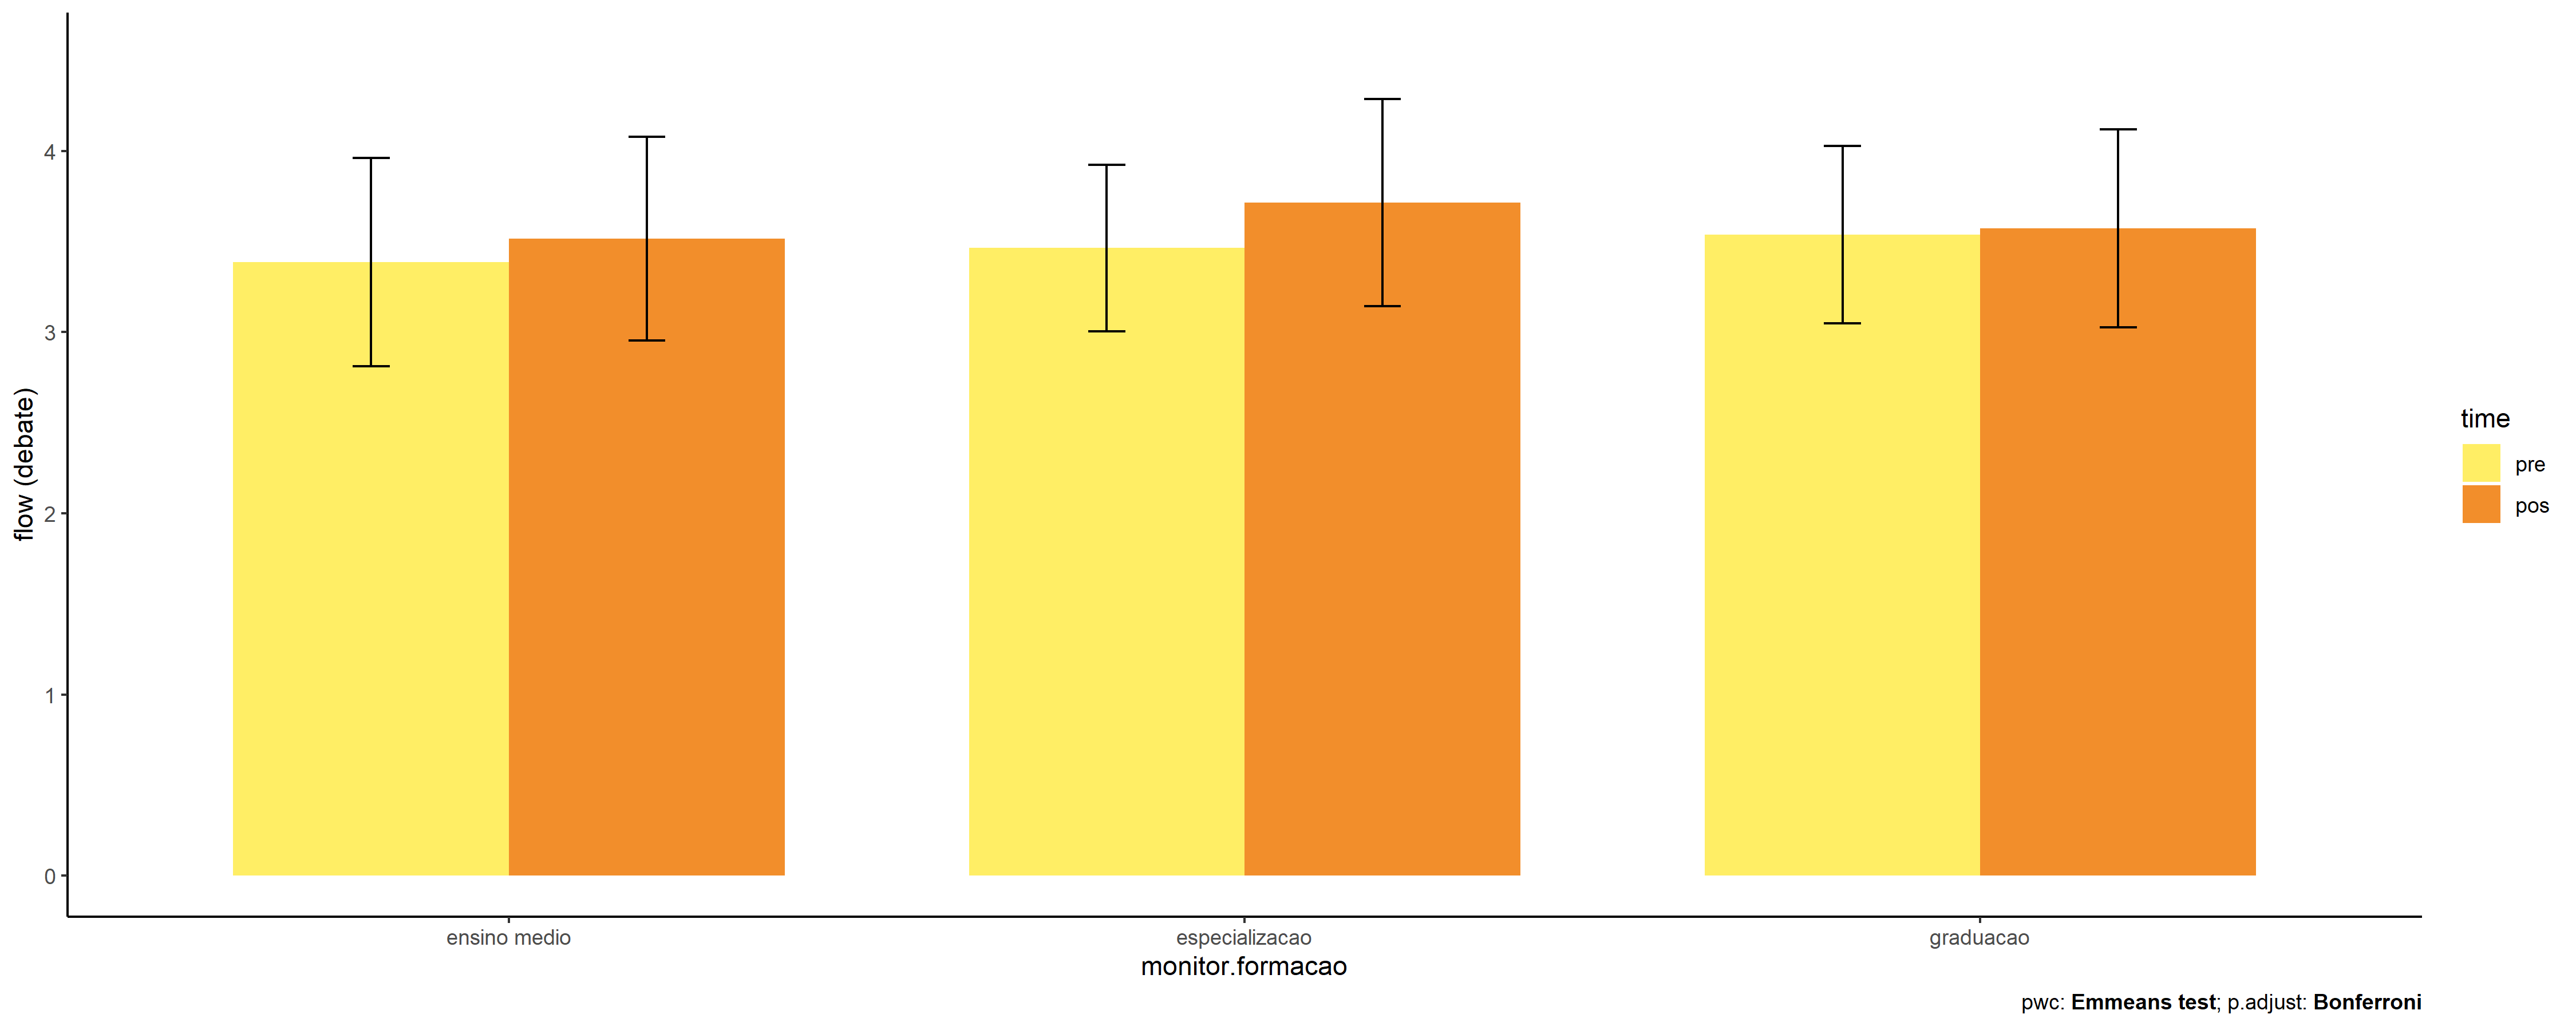 flow (debate)
4
3
2
1
0
ensino medio
especializacao
graduacao
monitor.formacao
time
pre
pos
pwc: Emmeans test; p.adjust: Bonferroni